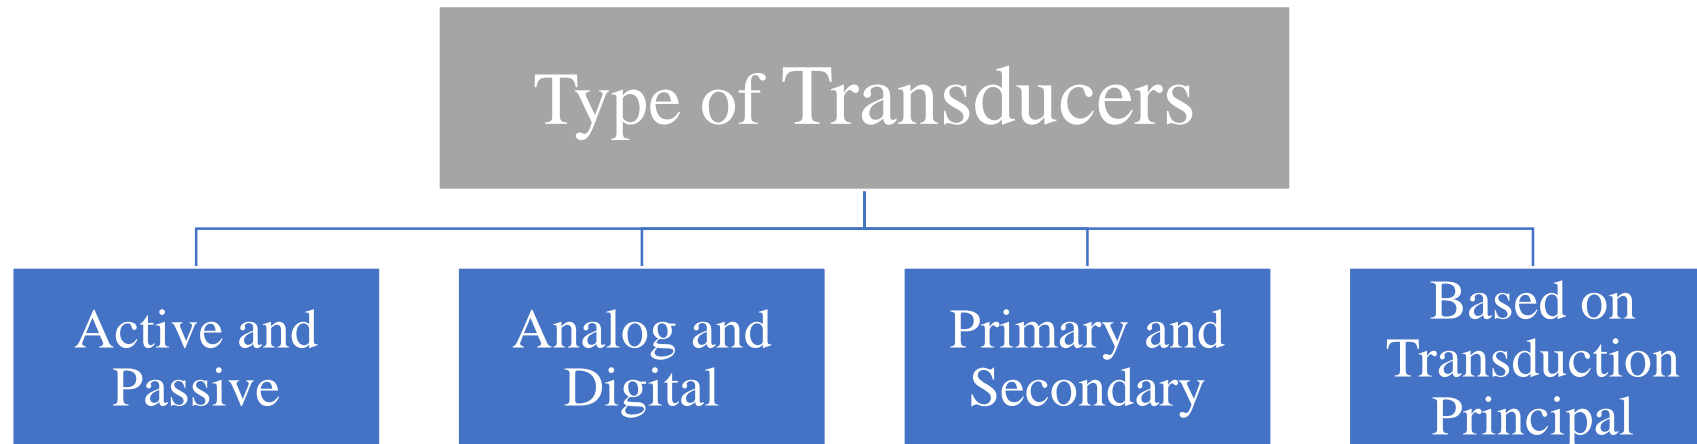 Type of Transducers
Active and
Passive
Analog and
Digital
Primary and
Secondary
Based on
Transduction
Principal